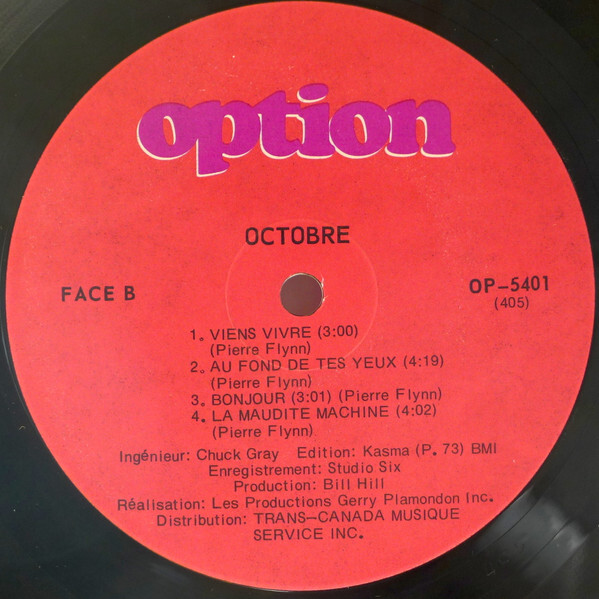 option
OCTOBRE
FACE B
OP-5401
(405)
1. VIENS VIVRE (3:00)
(Pierre Flynn)
2. AU FOND DE TES YEUX (4:19)
(Pierre Flynn)
3. BONJOUR (3:01) (Pierre Flynn)
4. LA MAUDITE MACHINE (4:02)
(Pierre Flynn)
Ingénieur: Chuck Gray Edition: Kasma (P. 73) BMI
Enregistrement: Studio Six
Production: Bill Hill
Réalisation: Les Productions Gerry Plamondon Inc.
Distribution: TRANS-CANADA MUSIQUE
SERVICE INC.